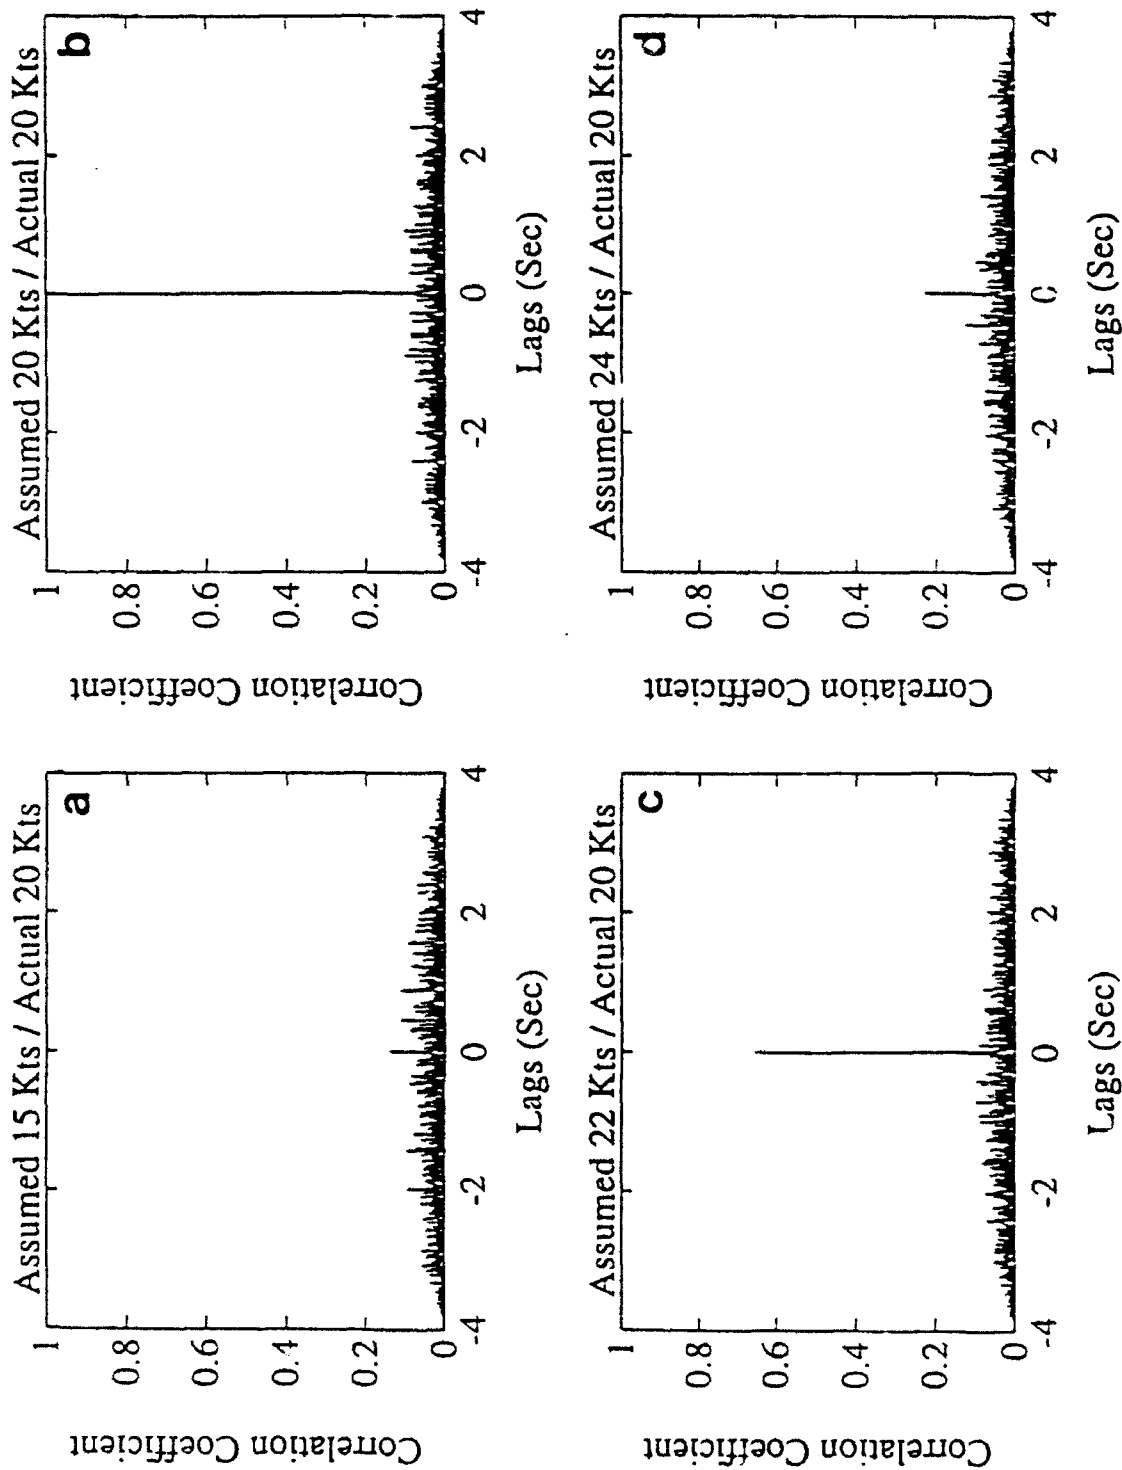 Assumed 15 Kts / Actual 20 Kts
a
Correlation Coefficient
1
0.8
0.6
0.4
0.2
0
-4
-2
0
2
4
Lags (Sec)
Assumed 20 Kts / Actual 20 Kts
b
Correlation Coefficient
1
0.8
0.6
0.4
0.2
0
-4
-2
0
2
4
Lags (Sec)
Assumed 22 Kts / Actual 20 Kts
c
Correlation Coefficient
1
0.8
0.6
0.4
0.2
0
-4
-2
0
2
4
Lags (Sec)
Assumed 24 Kts / Actual 20 Kts
d
Correlation Coefficient
1
0.8
0.6
0.4
0.2
0
-4
-2
0
2
4
Lags (Sec)